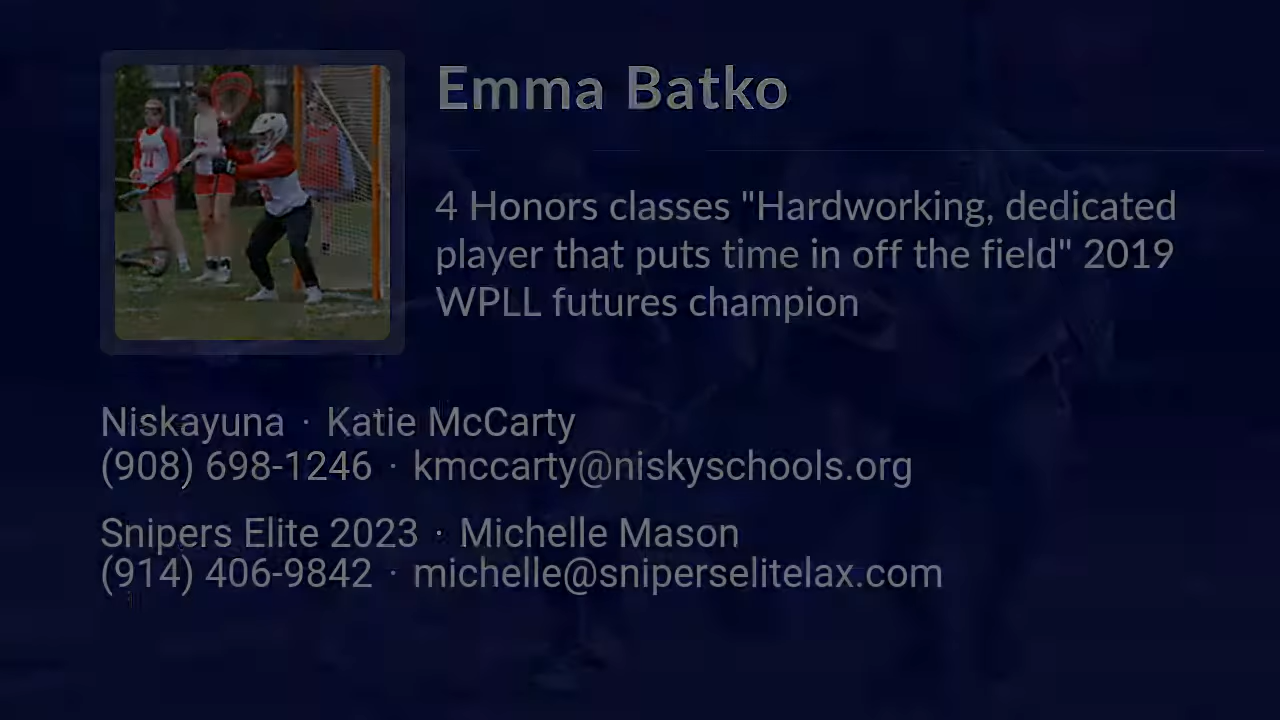 Emma Batko
4 Honors classes "Hardworking, dedicated
player that puts time in off the field" 2019
WPLL futures champion
Niskayuna · Katie McCarty
(908) 698-1246 · kmccarty@niskyschools.org
Snipers Elite 2023 · Michelle Mason
(914) 406-9842 · michelle@sniperselitelax.com